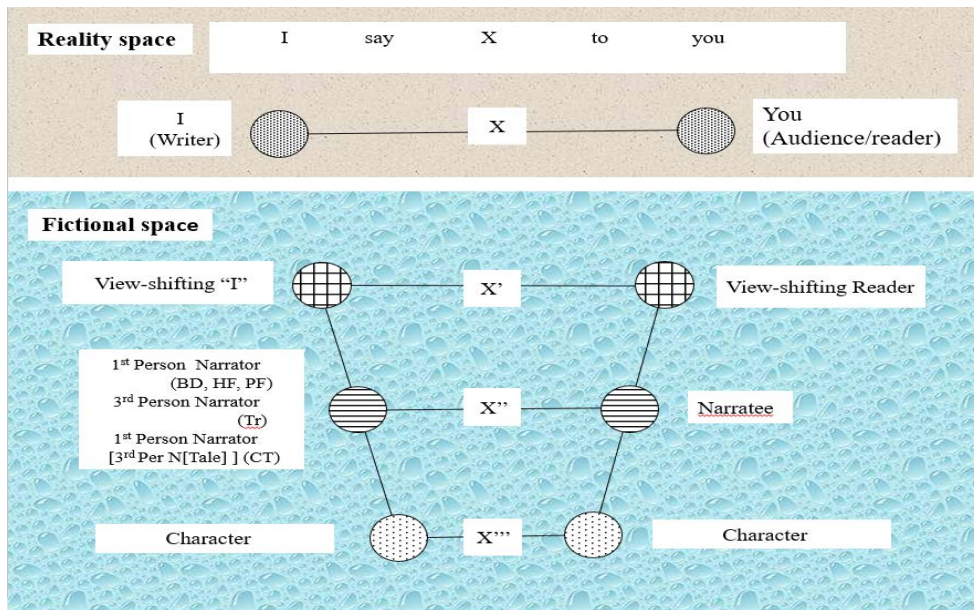 Reality space
I say X to you
I
(Writer)
X
You
(Audience/reader)
Fictional space
View-shifting “I”
X’
View-shifting Reader
1st Person Narrator
(BD, HF, PF)
3rd Person Narrator
(Tr)
1st Person Narrator
[3rd Per N[Tale] ] (CT)
X”
Narratee
Character
X”’
Character